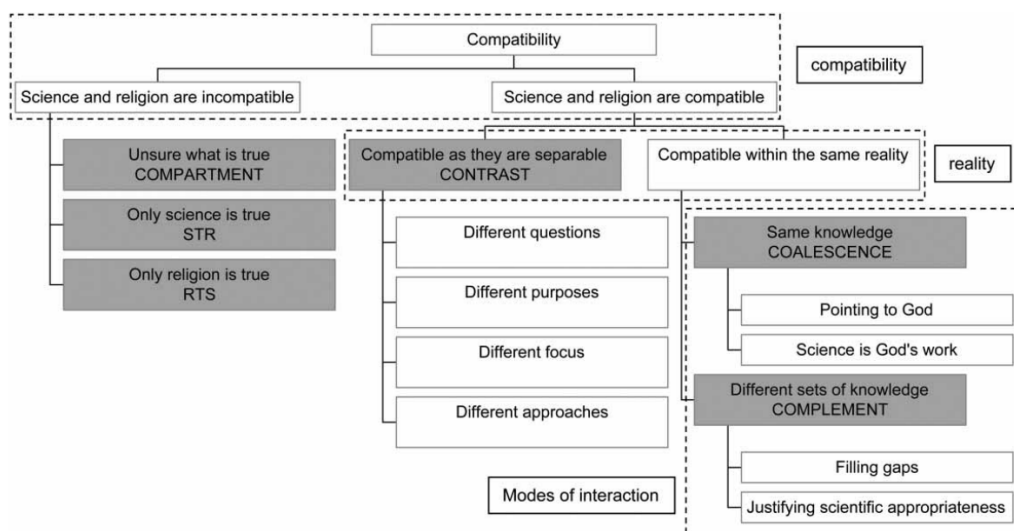 Compatibility
compatibility
Science and religion are incompatible
Science and religion are compatible
Unsure what is true
COMPARTMENT
Compatible as they are separable
CONTRAST
Compatible within the same reality
reality
Only science is true
STR
Only religion is true
RTS
Different questions
Different purposes
Different focus
Different approaches
Same knowledge
COALESCENCE
Pointing to God
Science is God's work
Different sets of knowledge
COMPLEMENT
Filling gaps
Justifying scientific appropriateness
Modes of interaction